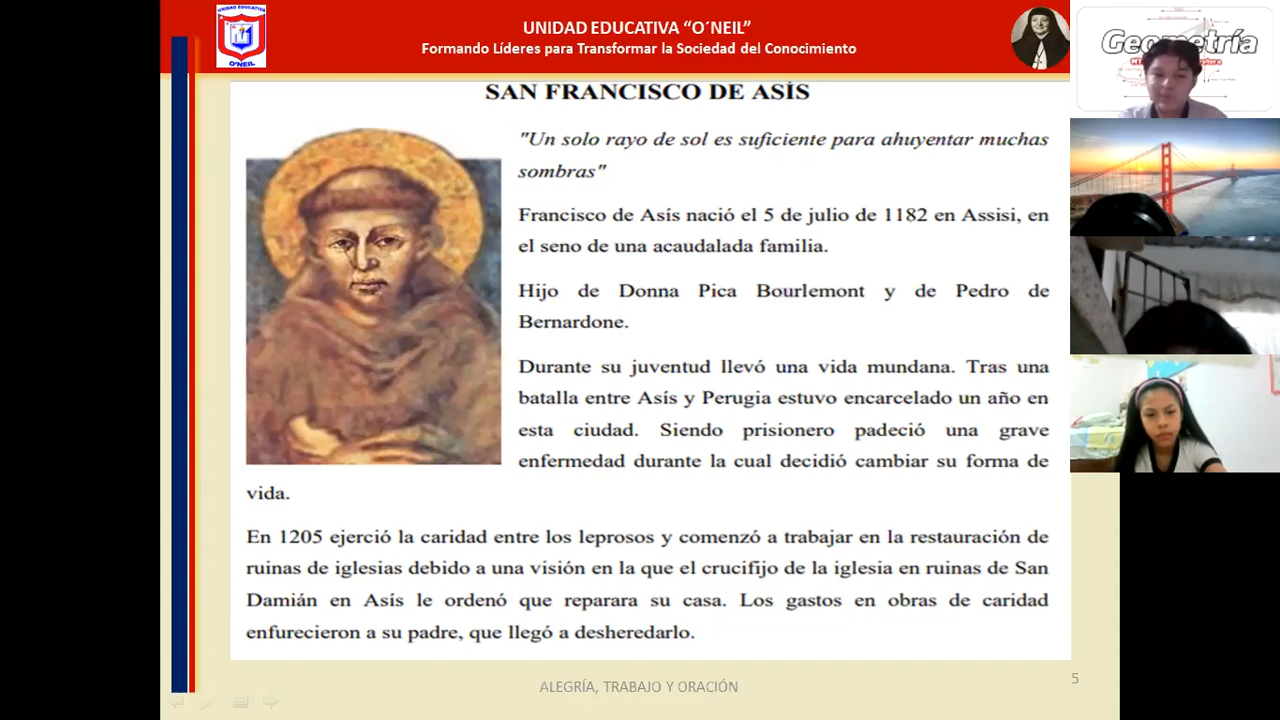 UNIDAD EDUCATIVA
O´NEIL
UNIDAD EDUCATIVA “O´NEIL”
Formando Líderes para Transformar la Sociedad del Conocimiento
Geometría
SAN FRANCISCO DE ASÍS
"Un solo rayo de sol es suficiente para ahuyentar muchas
sombras"
Francisco de Asís nació el 5 de julio de 1182 en Assisi, en
el seno de una acaudalada familia.
Hijo de Donna Pica Bourlemont y de Pedro de
Bernardone.
Durante su juventud llevó una vida mundana. Tras una
batalla entre Asís y Perugia estuvo encarcelado un año en
esta ciudad. Siendo prisionero padeció una grave
enfermedad durante la cual decidió cambiar su forma de
vida.
En 1205 ejerció la caridad entre los leprosos y comenzó a trabajar en la restauración de
ruinas de iglesias debido a una visión en la que el crucifijo de la iglesia en ruinas de San
Damián en Asís le ordenó que reparara su casa. Los gastos en obras de caridad
enfurecieron a su padre, que llegó a desheredarlo.
ALEGRÍA, TRABAJO Y ORACIÓN
5